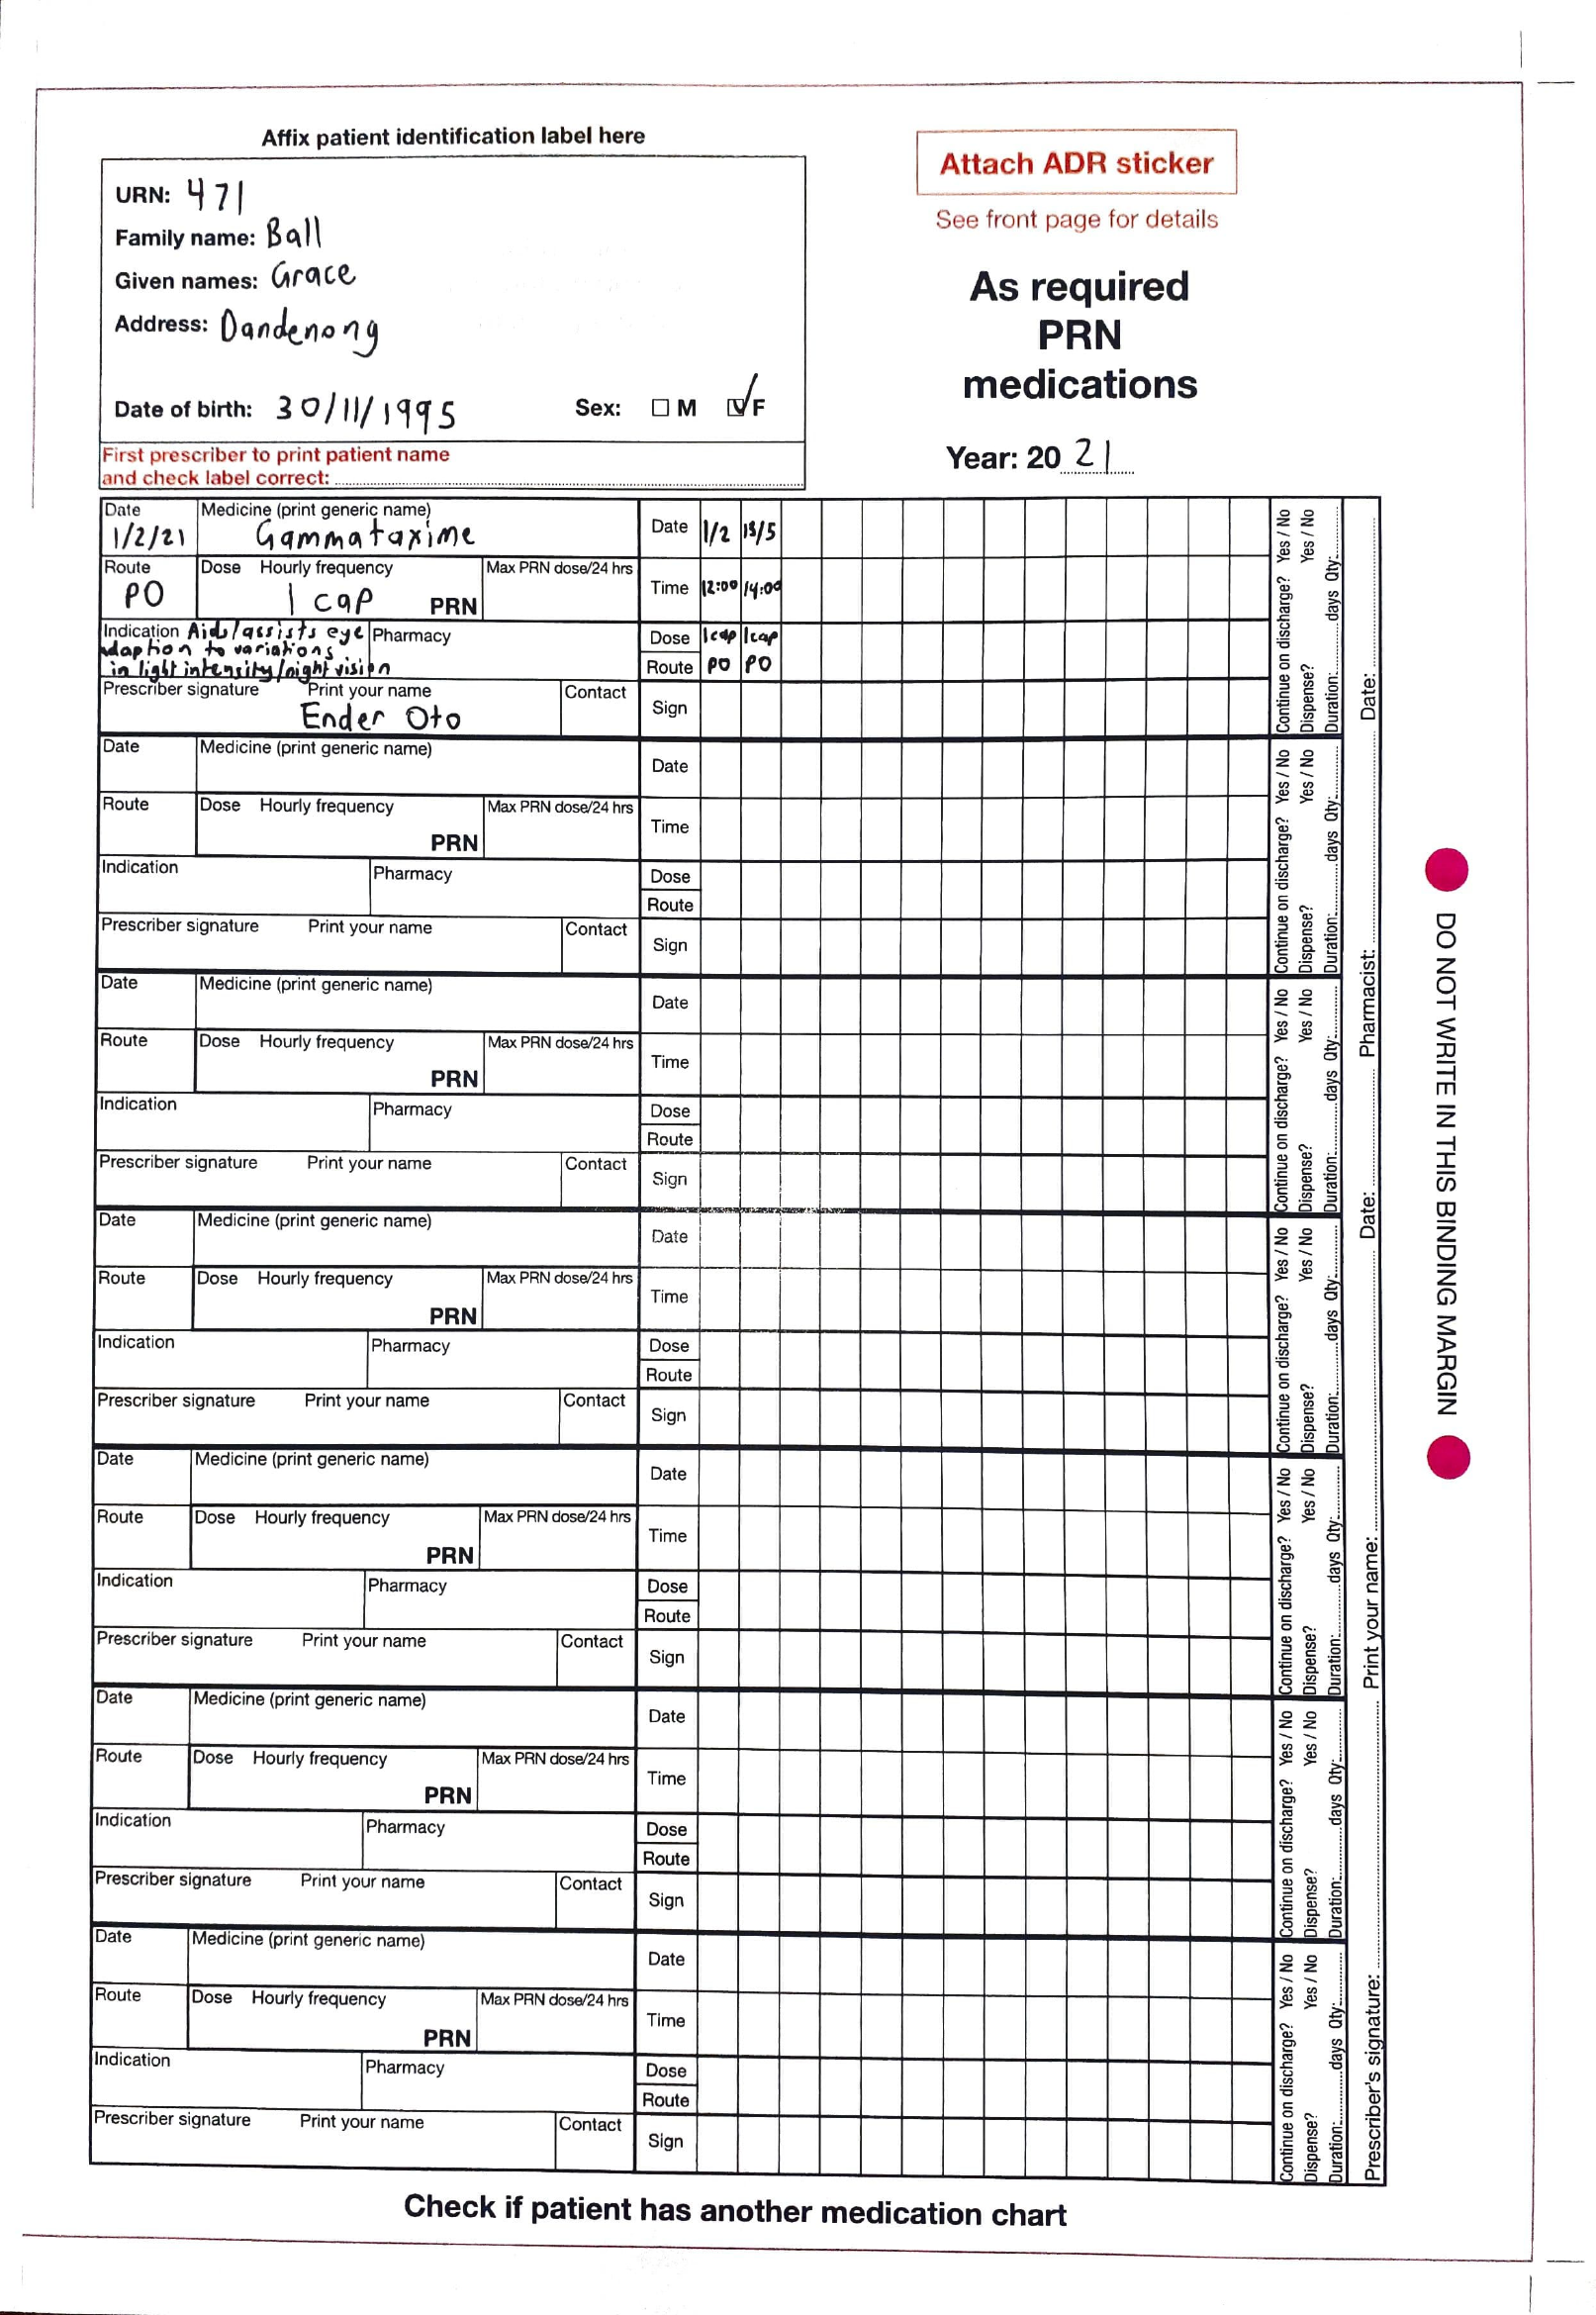 Affix patient identification label here
URN: 471
Family name: Ball
Given names: Grace
Address: Dandenong
Date of birth: 30/11/1995 Sex: M F
First prescriber to print patient name
and check label correct:
Attach ADR sticker
See front page for details
As required
PRN
medications
Year: 20 21
Date Medicine (print generic name) Date 1/2 15/5
1/2/21 Gammataxime
Route Dose Hourly frequency Max PRN dose/24 hrs Time 12:00 14:00
PO 1 cap PRN
Indication Aids/assists eye Pharmacy Dose 1cap 1cap
adaption to variations
in light intensity/night vision Route PO PO
Prescriber signature Print your name Contact Sign
Ender Oto
Continue on discharge? Yes / No
Dispense? Yes / No
Duration: days Qty:
Date Medicine (print generic name) Date
Route Dose Hourly frequency Max PRN dose/24 hrs Time
PRN
Indication Pharmacy Dose
Route
Prescriber signature Print your name Contact Sign
Continue on discharge? Yes / No
Dispense? Yes / No
Duration: days Qty:
Date Medicine (print generic name) Date
Route Dose Hourly frequency Max PRN dose/24 hrs Time
PRN
Indication Pharmacy Dose
Route
Prescriber signature Print your name Contact Sign
Continue on discharge? Yes / No
Dispense? Yes / No
Duration: days Qty:
Date Medicine (print generic name) Date
Route Dose Hourly frequency Max PRN dose/24 hrs Time
PRN
Indication Pharmacy Dose
Route
Prescriber signature Print your name Contact Sign
Continue on discharge? Yes / No
Dispense? Yes / No
Duration: days Qty:
Date Medicine (print generic name) Date
Route Dose Hourly frequency Max PRN dose/24 hrs Time
PRN
Indication Pharmacy Dose
Route
Prescriber signature Print your name Contact Sign
Continue on discharge? Yes / No
Dispense? Yes / No
Duration: days Qty:
Date Medicine (print generic name) Date
Route Dose Hourly frequency Max PRN dose/24 hrs Time
PRN
Indication Pharmacy Dose
Route
Prescriber signature Print your name Contact Sign
Continue on discharge? Yes / No
Dispense? Yes / No
Duration: days Qty:
Date Medicine (print generic name) Date
Route Dose Hourly frequency Max PRN dose/24 hrs Time
PRN
Indication Pharmacy Dose
Route
Prescriber signature Print your name Contact Sign
Continue on discharge? Yes / No
Dispense? Yes / No
Duration: days Qty:
Prescriber's signature: Print your name: Date: Pharmacist: Date:
DO NOT WRITE IN THIS BINDING MARGIN
Check if patient has another medication chart